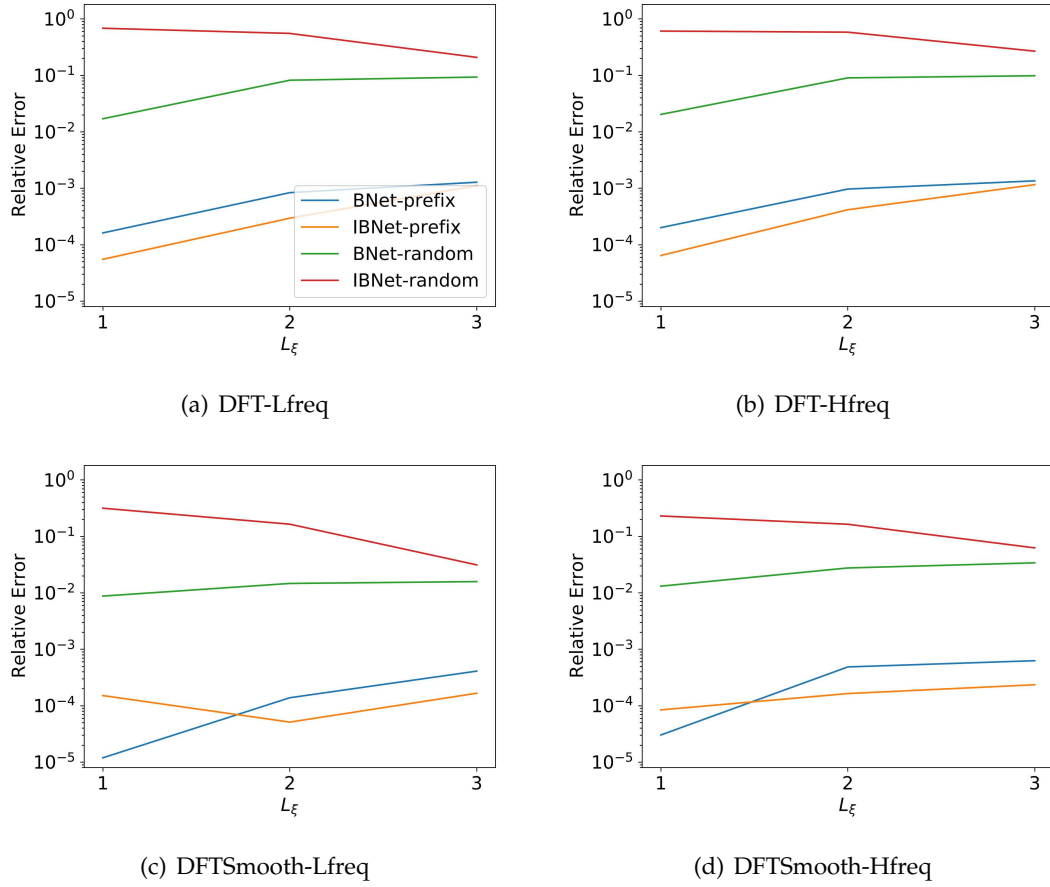 10^0
10^-1
10^-2
10^-3
10^-4
10^-5
Relative Error
1 2 3
L_ξ
BNet-prefix
IBNet-prefix
BNet-random
IBNet-random
(a) DFT-Lfreq
10^0
10^-1
10^-2
10^-3
10^-4
10^-5
Relative Error
1 2 3
L_ξ
(b) DFT-Hfreq
10^0
10^-1
10^-2
10^-3
10^-4
10^-5
Relative Error
1 2 3
L_ξ
(c) DFTSmooth-Lfreq
10^0
10^-1
10^-2
10^-3
10^-4
10^-5
Relative Error
1 2 3
L_ξ
(d) DFTSmooth-Hfreq